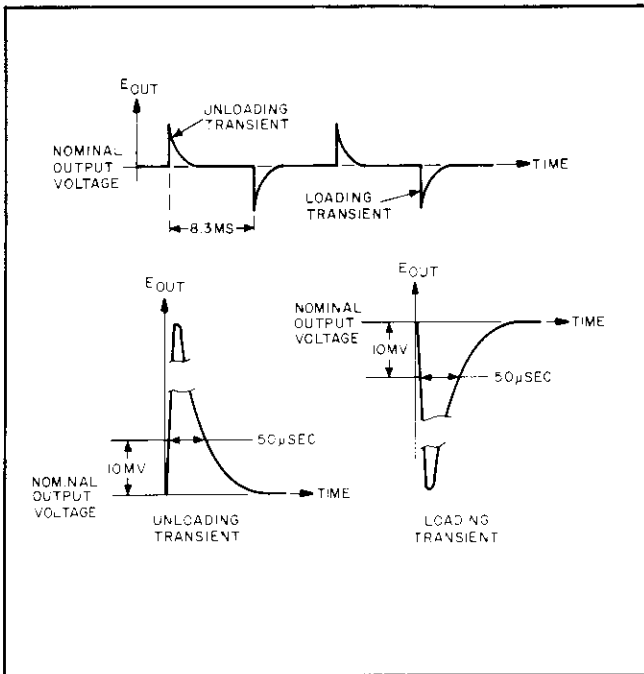 E OUT
UNLOADING
TRANSIENT
NOMINAL
OUTPUT
VOLTAGE
TIME
LOADING
TRANSIENT
8.3MS
E OUT
50µSEC
10MV
NOMINAL
OUTPUT
VOLTAGE
TIME
UNLOADING
TRANSIENT
E OUT
NOMINAL
OUTPUT
VOLTAGE
TIME
10MV
50µSEC
LOADING
TRANSIENT